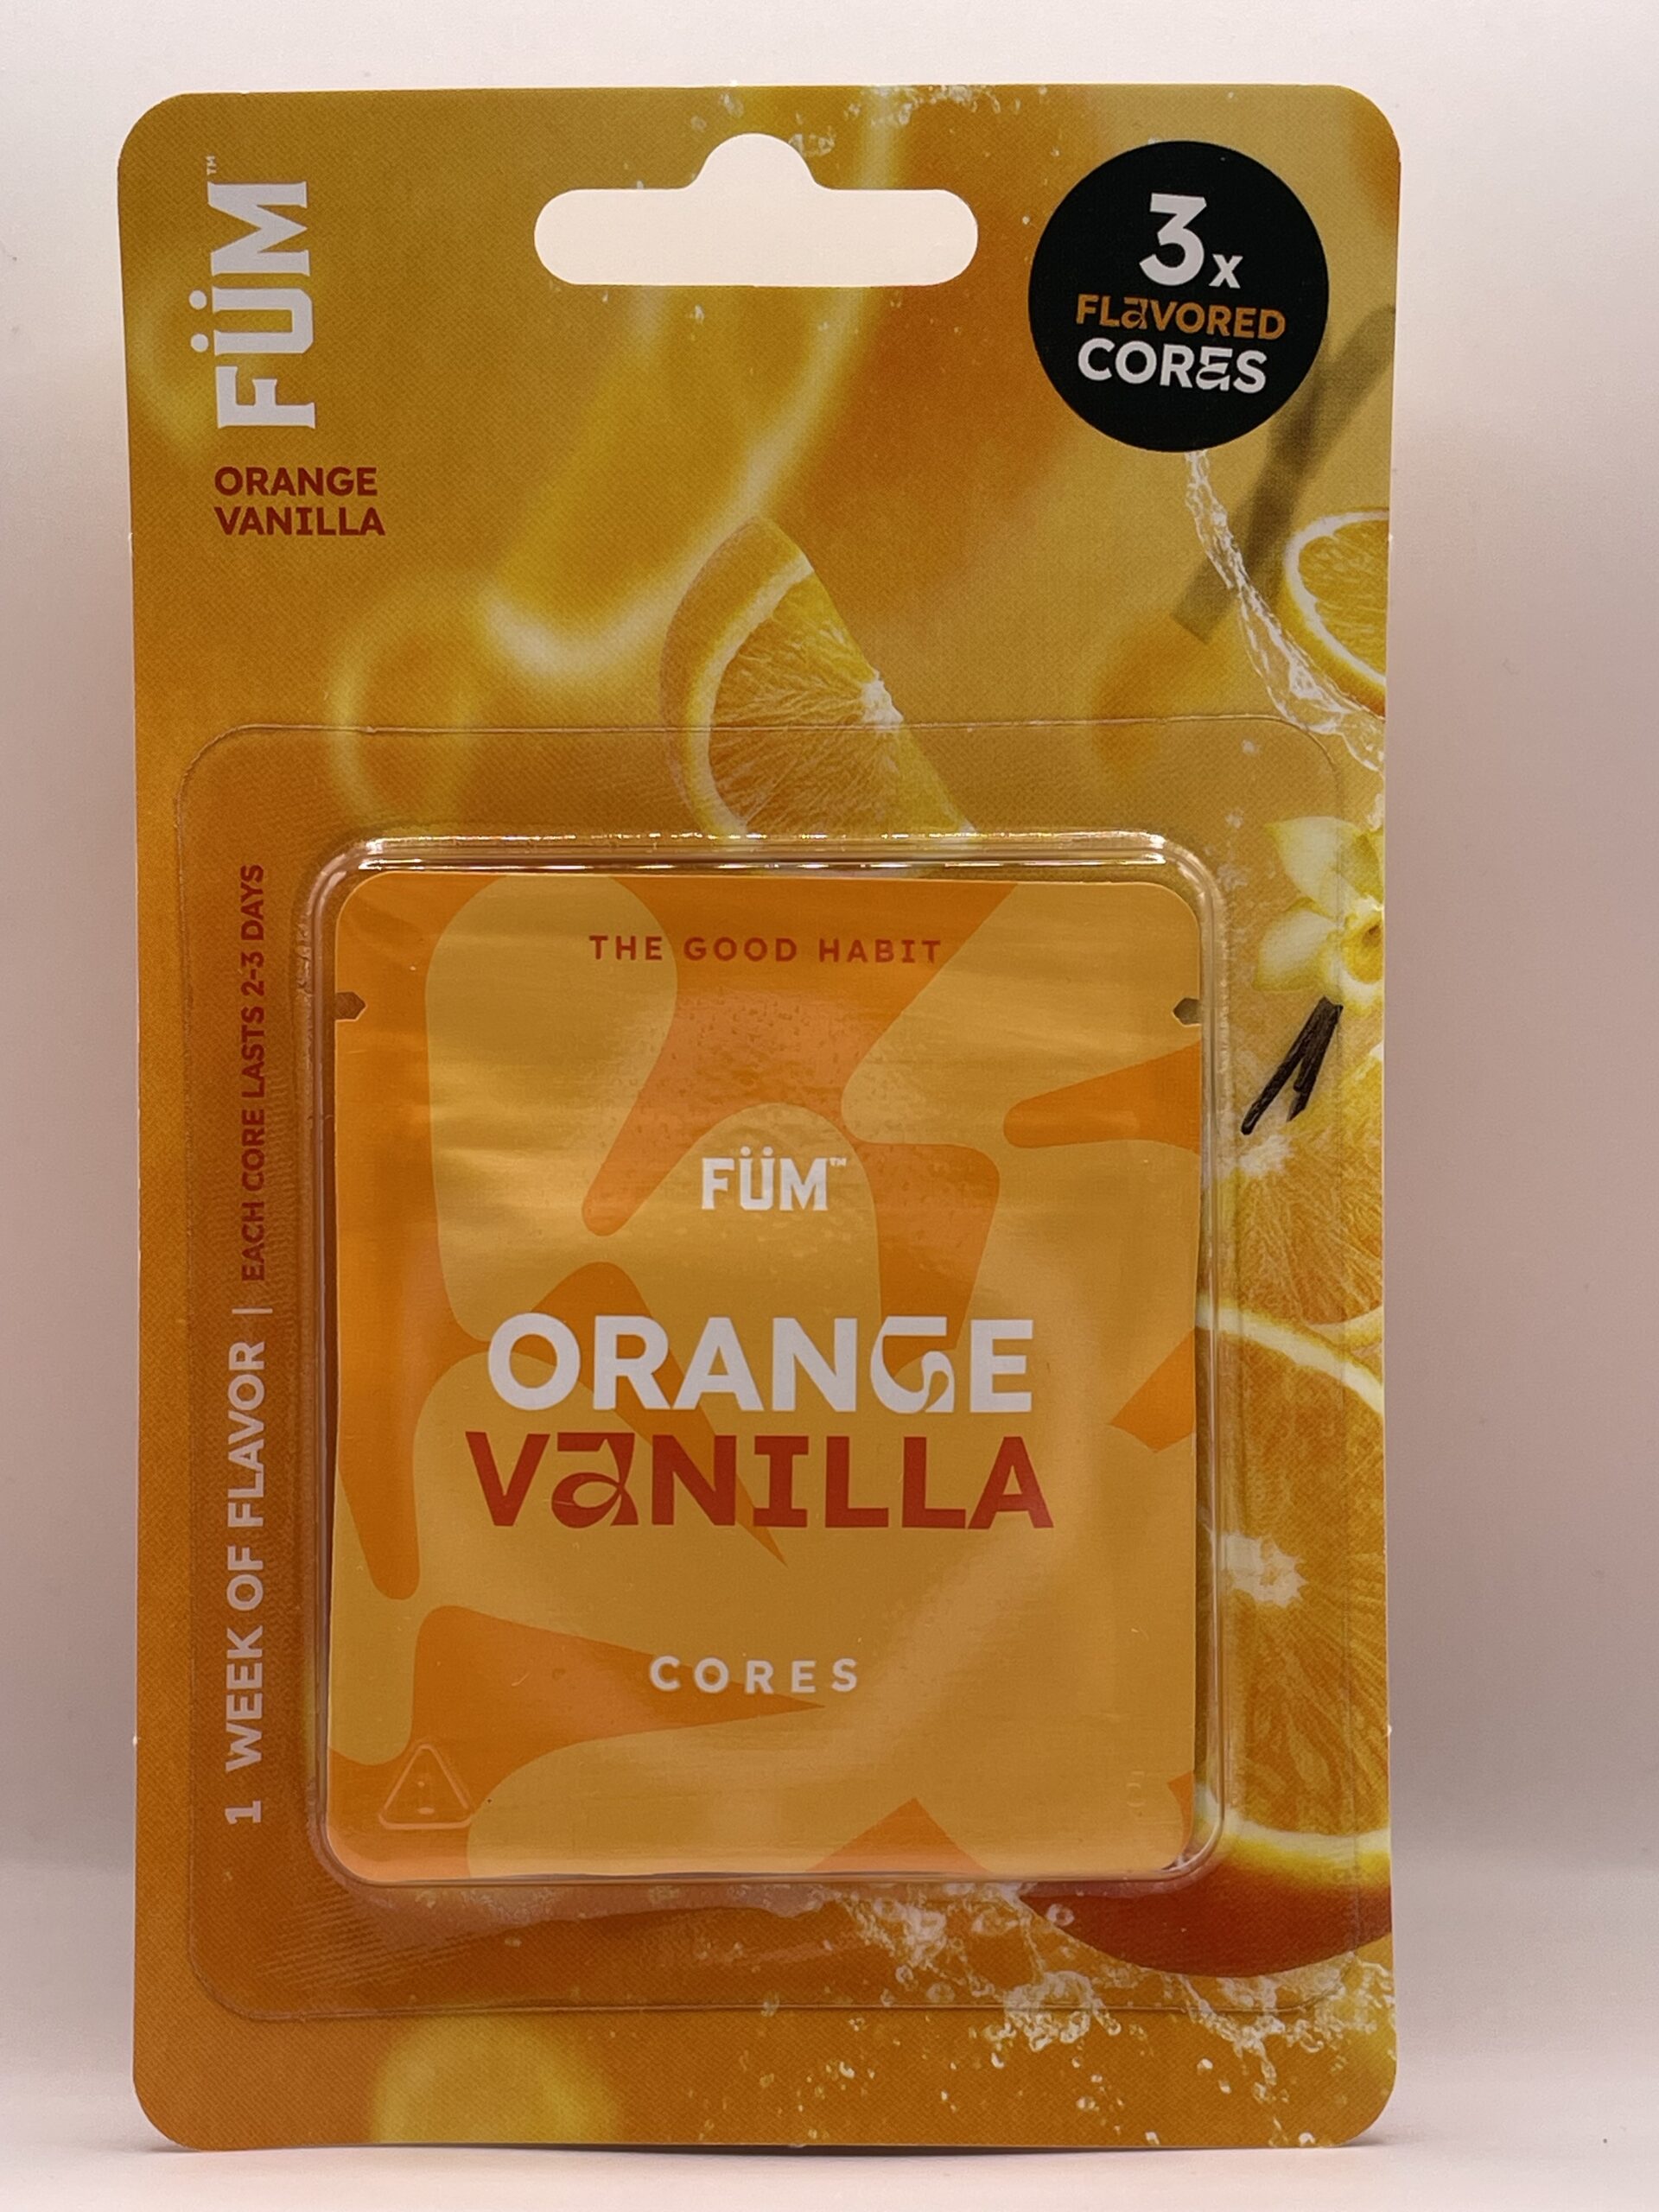 FÜM™
ORANGE
VANILLA
3x
FLAVORED
CORES
1 WEEK OF FLAVOR | EACH CORE LASTS 2-3 DAYS
THE GOOD HABIT
FÜM™
ORANGE
VANILLA
CORES